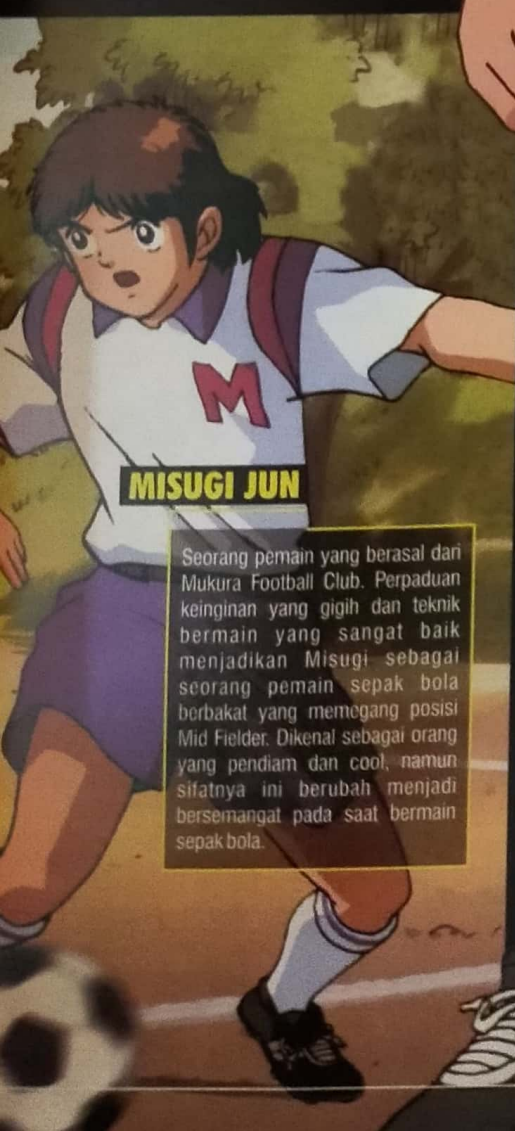 M
MISUGI JUN
Seorang pemain yang berasal dari
Mukura Football Club. Perpaduan
keinginan yang gigih dan teknik
bermain yang sangat baik
menjadikan Misugi sebagai
seorang pemain sepak bola
berbakat yang memegang posisi
Mid Fielder. Dikenal sebagai orang
yang pendiam dan cool, namun
sifatnya ini berubah menjadi
bersemangat pada saat bermain
sepak bola.